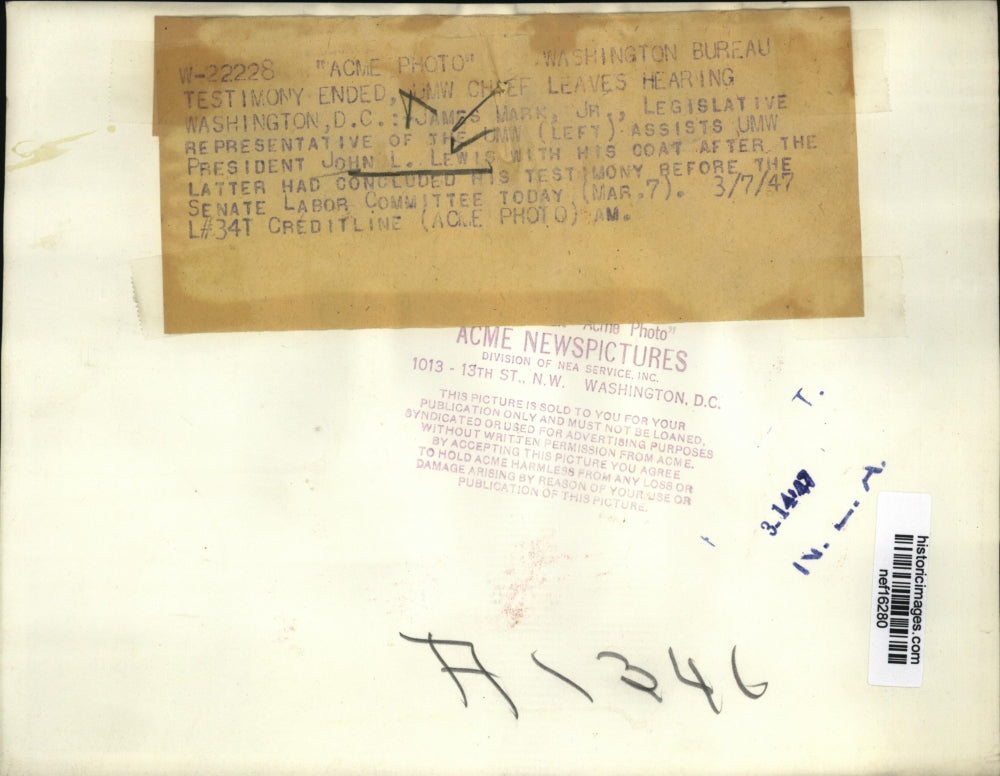 W-22228 "ACME PHOTO" WASHINGTON BUREAU
TESTIMONY ENDED, UMW CHIEF LEAVES HEARING
WASHINGTON, D.C.: JAMES MARK, JR., LEGISLATIVE
REPRESENTATIVE OF THE UMW (LEFT) ASSISTS UMW
PRESIDENT JOHN L. LEWIS WITH HIS COAT AFTER THE
LATTER HAD CONCLUDED HIS TESTIMONY BEFORE THE
SENATE LABOR COMMITTEE TODAY (MAR.7). 3/7/47
L#34T CREDITLINE (ACME PHOTO) AM.
"Acme Photo"
ACME NEWSPICTURES
DIVISION OF NEA SERVICE, INC.
1013 - 13TH ST., N.W. WASHINGTON, D.C.
THIS PICTURE IS SOLD TO YOU FOR YOUR
PUBLICATION ONLY AND MUST NOT BE LOANED,
SYNDICATED OR USED FOR ADVERTISING PURPOSES
WITHOUT WRITTEN PERMISSION FROM ACME.
BY ACCEPTING THIS PICTURE YOU AGREE
TO HOLD ACME HARMLESS FROM ANY LOSS OR
DAMAGE ARISING BY REASON OF YOUR USE OR
PUBLICATION OF THIS PICTURE.
T.
3-14-47
N. L. A.
historicimages.com
nef16280
A 1346